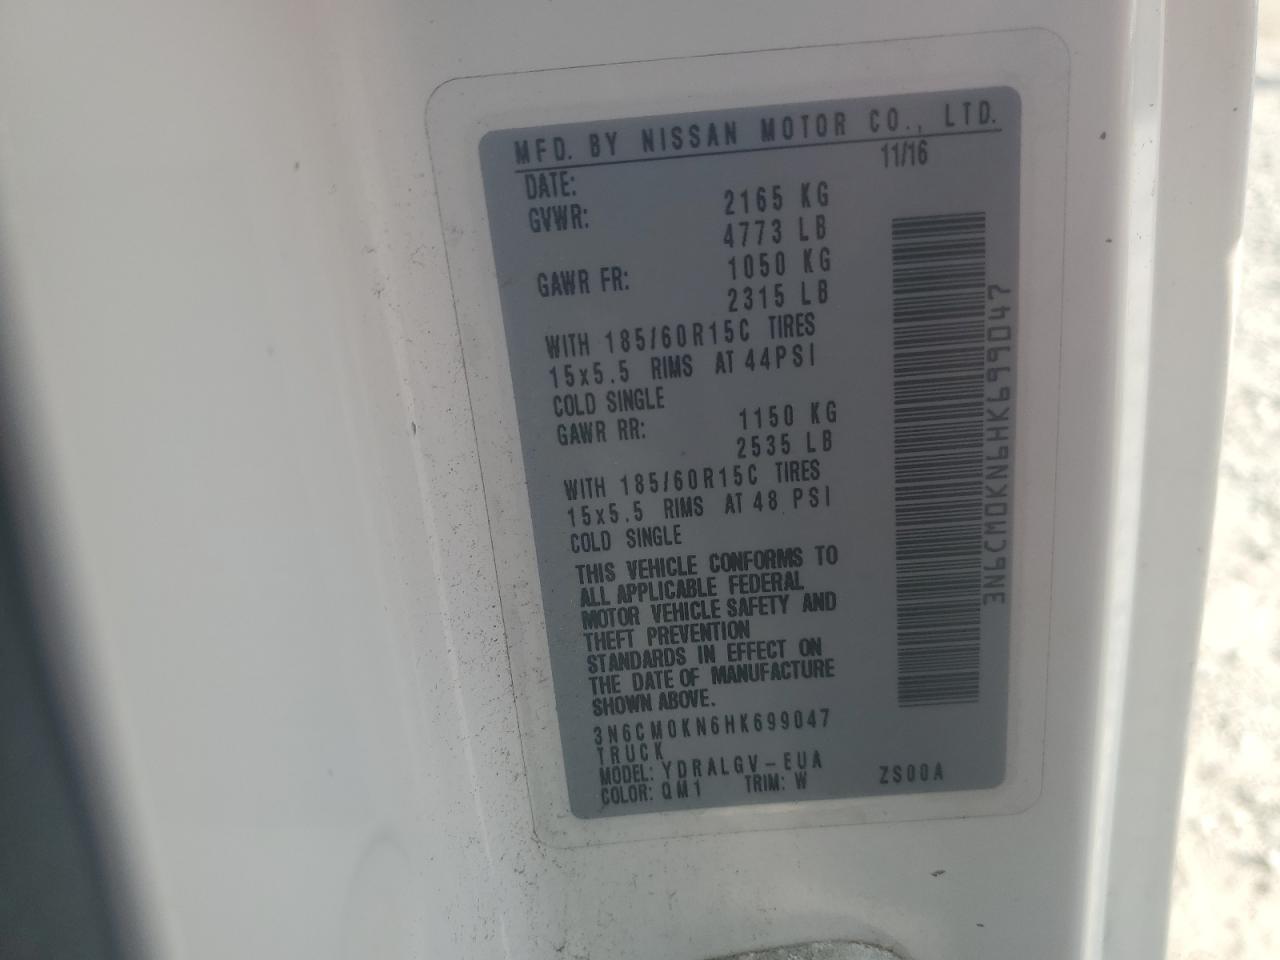 MFD. BY NISSAN MOTOR CO., LTD.
DATE: 11/16
GVWR: 2165 KG
4773 LB
GAWR FR: 1050 KG
2315 LB
WITH 185/60R15C TIRES
15x5.5 RIMS AT 44PSI
COLD SINGLE
GAWR RR: 1150 KG
2535 LB
WITH 185/60R15C TIRES
15x5.5 RIMS AT 48 PSI
COLD SINGLE
THIS VEHICLE CONFORMS TO
ALL APPLICABLE FEDERAL
MOTOR VEHICLE SAFETY AND
THEFT PREVENTION
STANDARDS IN EFFECT ON
THE DATE OF MANUFACTURE
SHOWN ABOVE.
3N6CM0KN6HK699047
TRUCK
MODEL: YDRALGV-EUA
COLOR: QM1 TRIM: W ZS00A
3N6CM0KN6HK699047